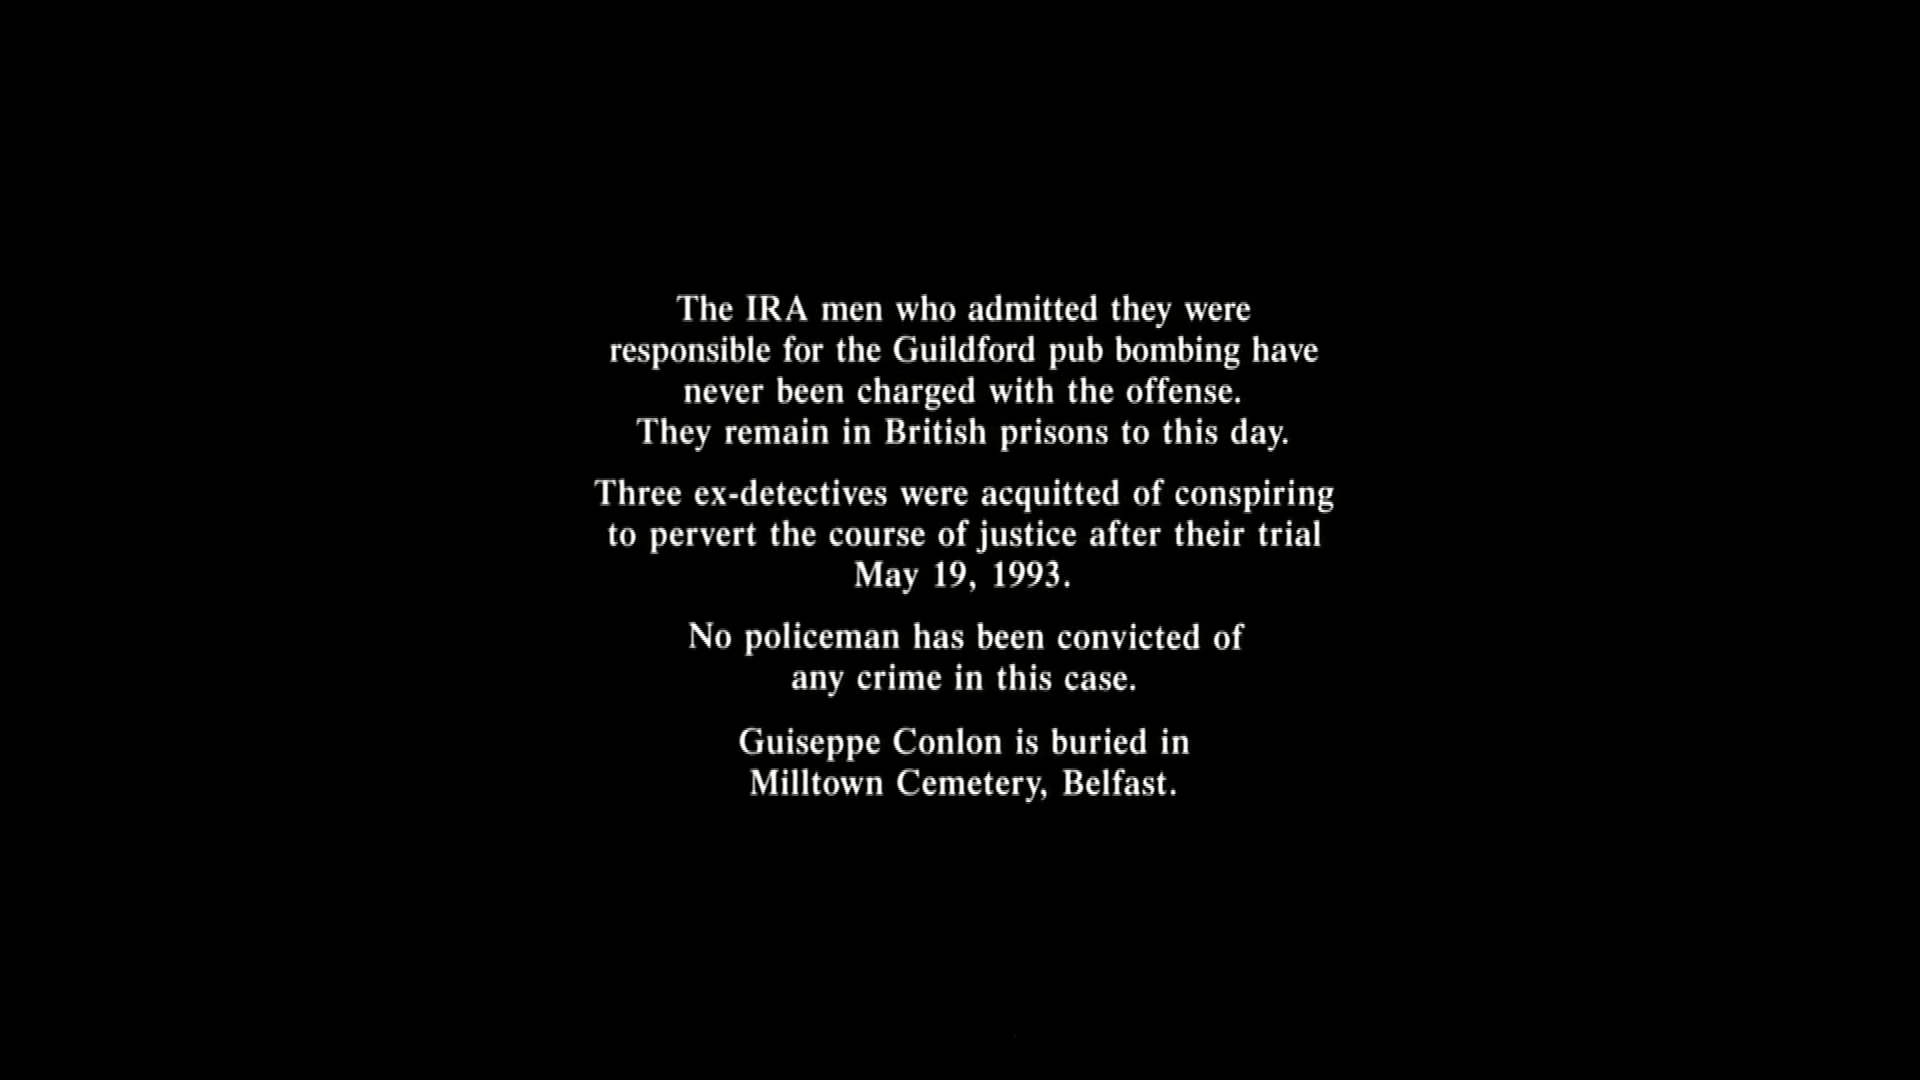 The IRA men who admitted they were
responsible for the Guildford pub bombing have
never been charged with the offense.
They remain in British prisons to this day.
Three ex-detectives were acquitted of conspiring
to pervert the course of justice after their trial
May 19, 1993.
No policeman has been convicted of
any crime in this case.
Guiseppe Conlon is buried in
Milltown Cemetery, Belfast.